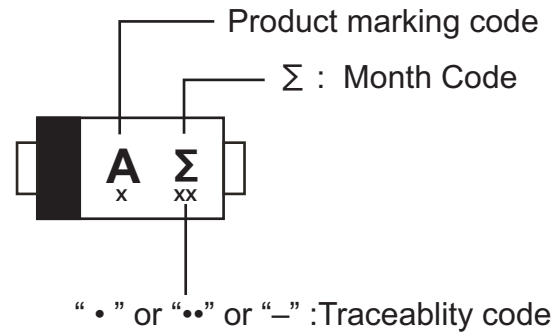 Product marking code
Σ : Month Code
A Σ
x xx
“ • ” or “••” or “–” :Traceablity code